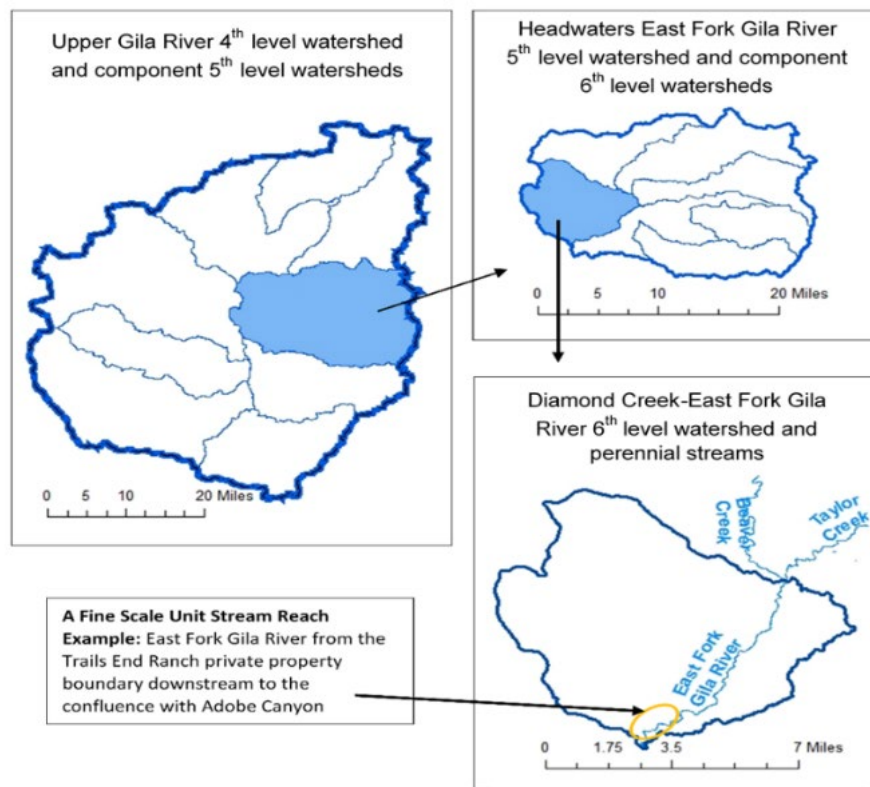 Upper Gila River 4th level watershed
and component 5th level watersheds
0 5 10 20 Miles
Headwaters East Fork Gila River
5th level watershed and component
6th level watersheds
0 5 10 20 Miles
Diamond Creek-East Fork Gila
River 6th level watershed and
perennial streams
Beaver
Creek
Taylor
Creek
East Fork
Gila River
0 1.75 3.5 7 Miles
A Fine Scale Unit Stream Reach
Example: East Fork Gila River from the
Trails End Ranch private property
boundary downstream to the
confluence with Adobe Canyon